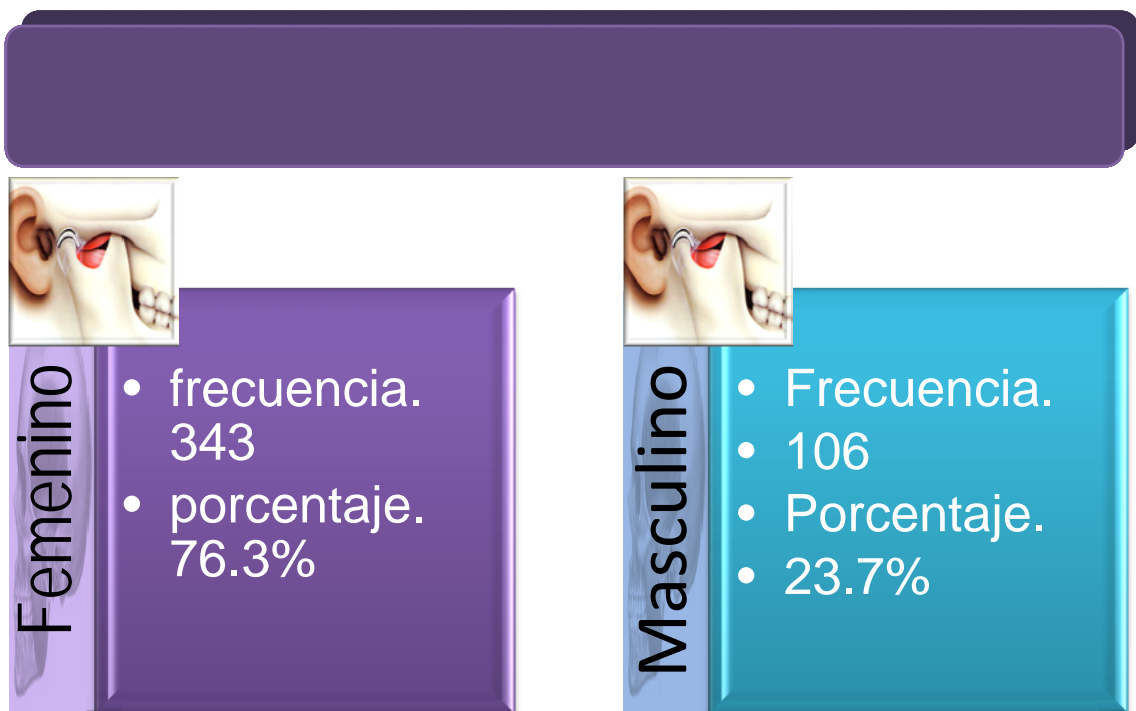 Femenino
• frecuencia.
343
• porcentaje.
76.3%
Masculino
• Frecuencia.
• 106
• Porcentaje.
• 23.7%